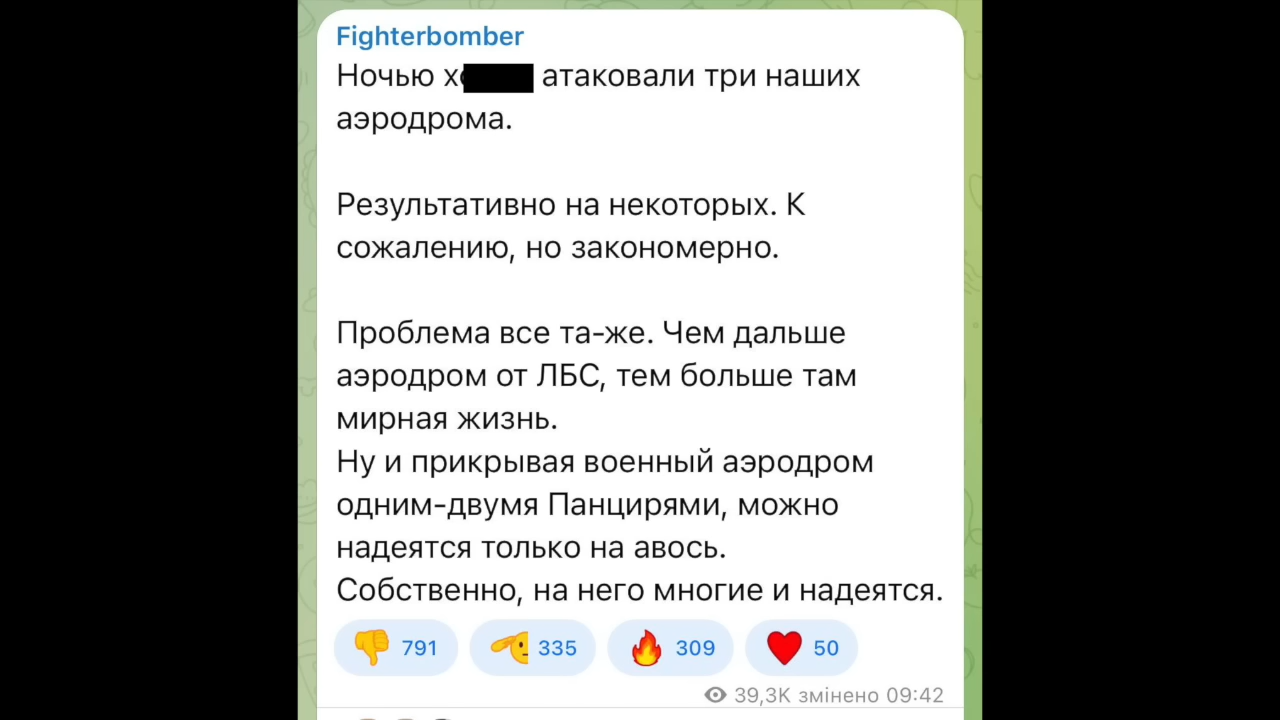 Fighterbomber
Ночью атаковали три наших
аэродрома.
Результативно на некоторых. К
сожалению, но закономерно.
Проблема все та-же. Чем дальше
аэродром от ЛБС, тем больше там
мирная жизнь.
Ну и прикрывая военный аэродром
одним-двумя Панцирями, можно
надеятся только на авось.
Собственно, на него многие и надеятся.
791 335 309 50
39,3K змінено 09:42